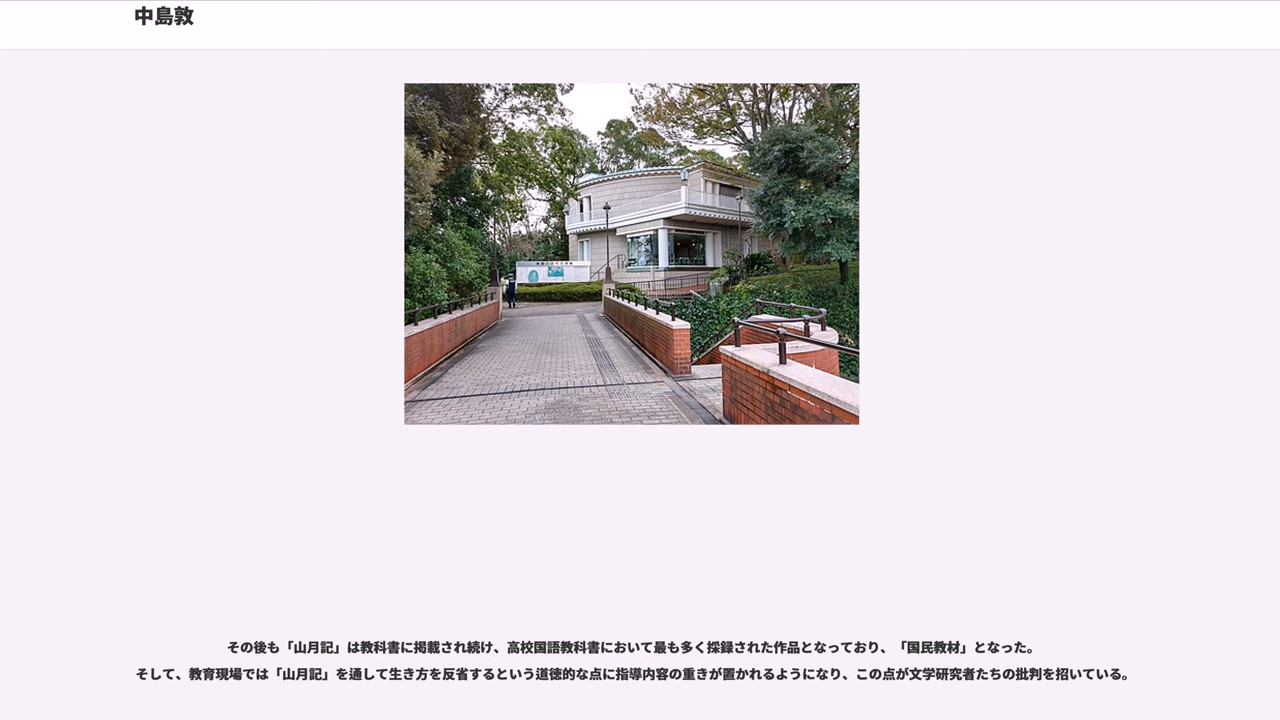 中島敦
その後も「山月記」は教科書に掲載され続け、高校国語教科書において最も多く採録された作品となっており、「国民教材」となった。
そして、教育現場では「山月記」を通して生き方を反省するという道徳的な点に指導内容の重きが置かれるようになり、この点が文学研究者たちの批判を招いている。